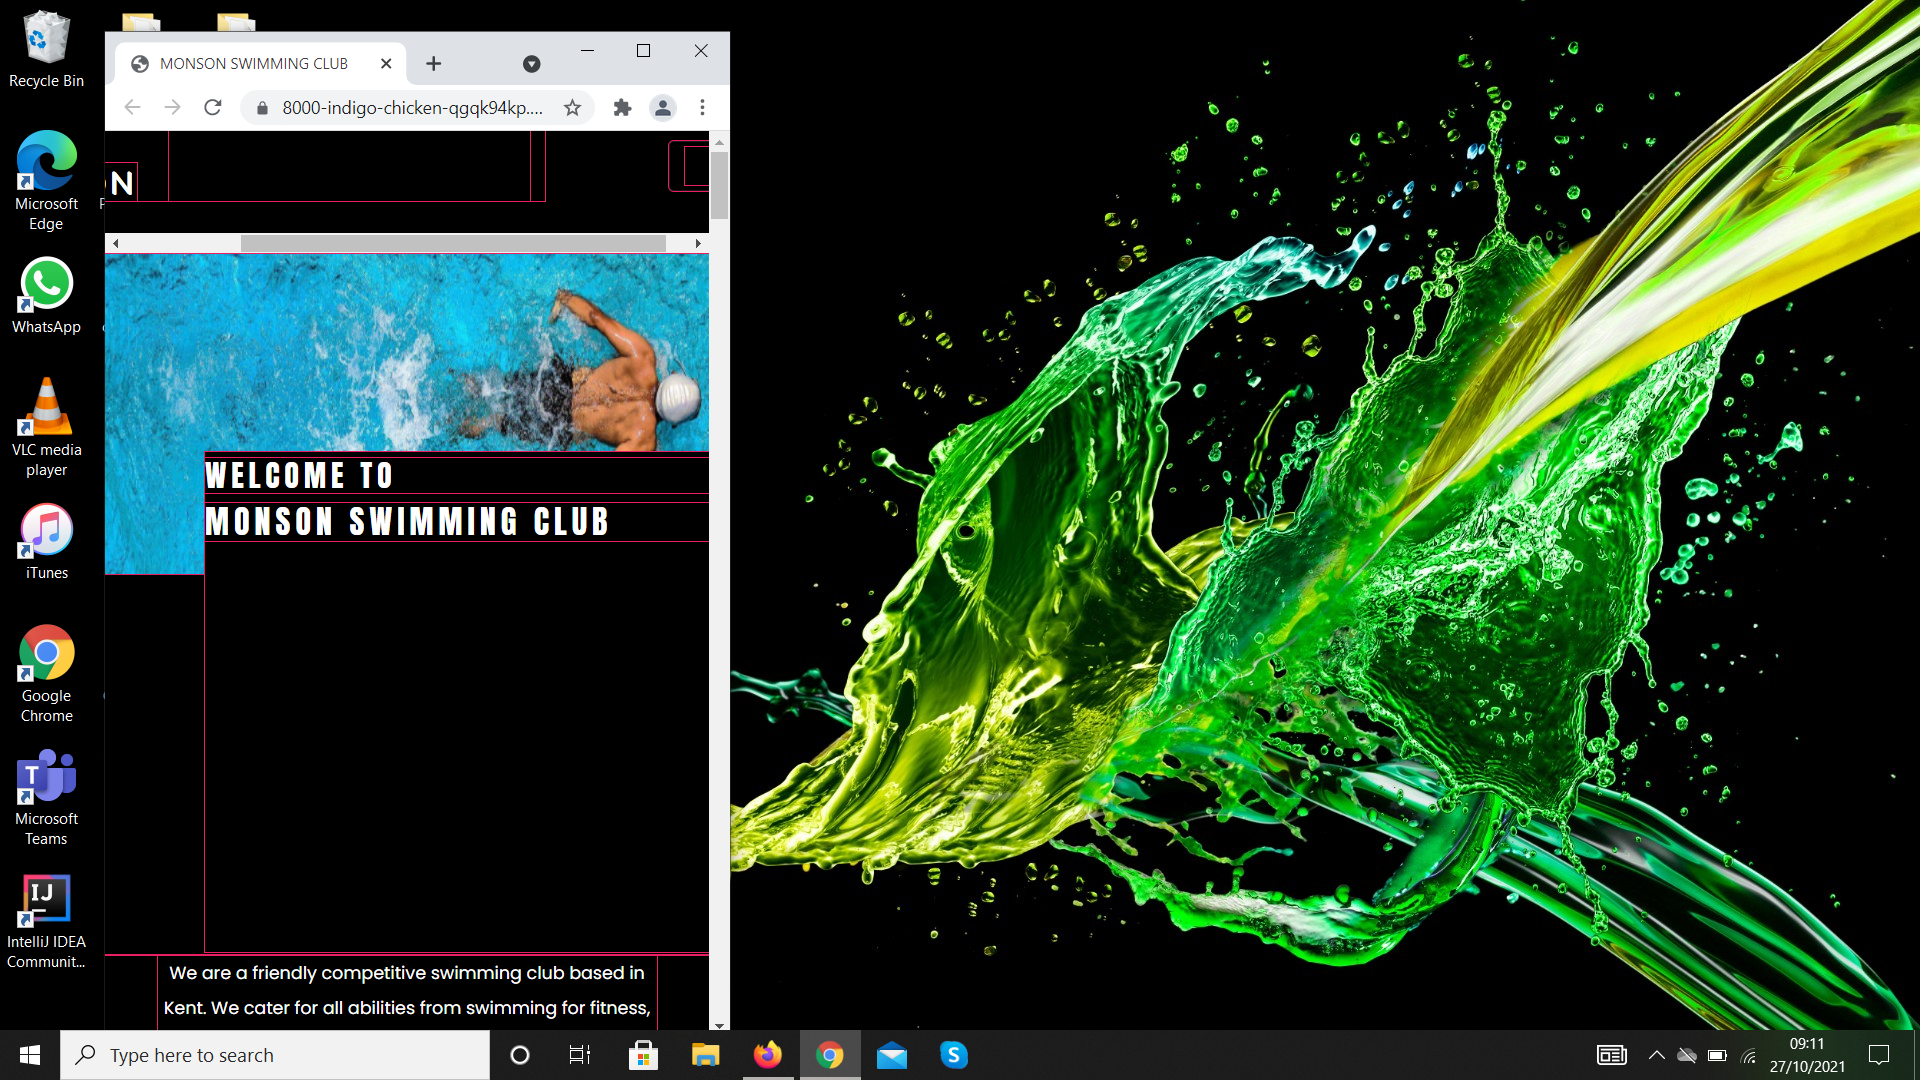 Recycle Bin
Microsoft
Edge
WhatsApp
VLC media
player
iTunes
Google
Chrome
Microsoft
Teams
IJ
IntelliJ IDEA
Communit...
MONSON SWIMMING CLUB
8000-indigo-chicken-qgqk94kp....
N
WELCOME TO
MONSON SWIMMING CLUB
We are a friendly competitive swimming club based in
Kent. We cater for all abilities from swimming for fitness,
Type here to search
09:11
27/10/2021